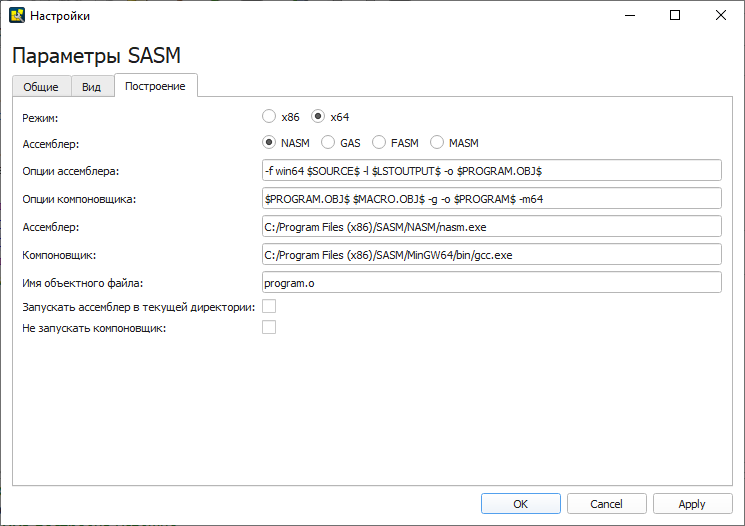 Настройки
Параметры SASM
Общие Вид Построение
Режим: x86 x64
Ассемблер: NASM GAS FASM MASM
Опции ассемблера: -f win64 $SOURCE$ -l $LSTOUTPUT$ -o $PROGRAM.OBJ$
Опции компоновщика: $PROGRAM.OBJ$ $MACRO.OBJ$ -g -o $PROGRAM$ -m64
Ассемблер: C:/Program Files (x86)/SASM/NASM/nasm.exe
Компоновщик: C:/Program Files (x86)/SASM/MinGW64/bin/gcc.exe
Имя объектного файла: program.o
Запускать ассемблер в текущей директории:
Не запускать компоновщик:
OK Cancel Apply